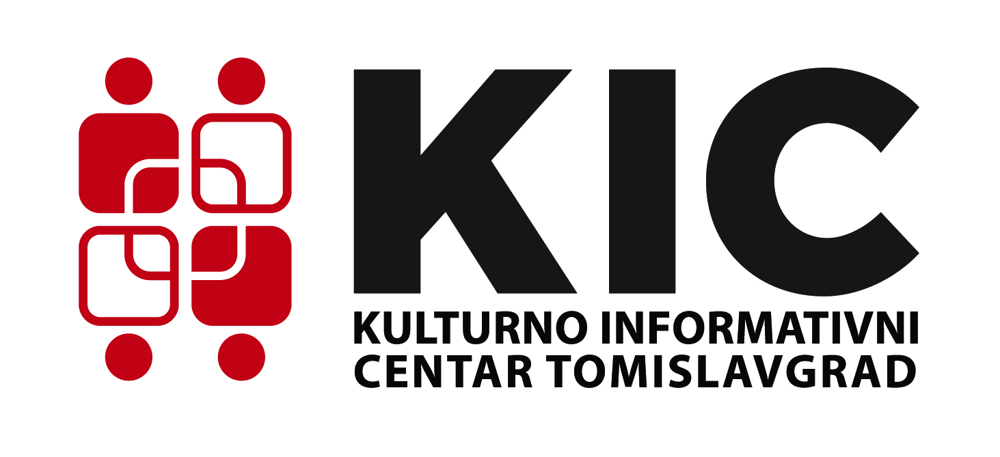 KIC
KULTURNO INFORMATIVNI
CENTAR TOMISLAVGRAD